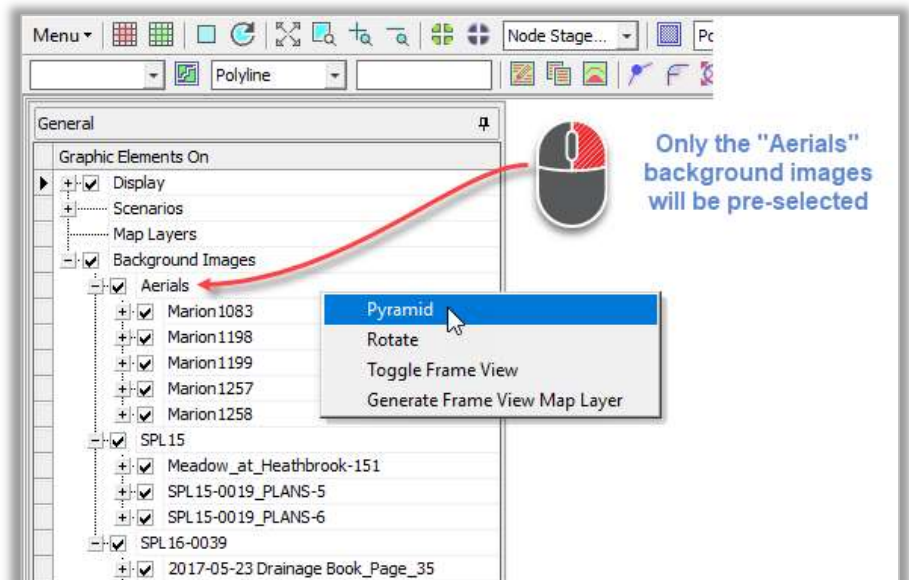 Menu
Node Stage...
Polyline
General
Graphic Elements On
Display
Scenarios
Map Layers
Background Images
Aerials
Marion1083
Marion1198
Marion1199
Marion1257
Marion1258
SPL15
Meadow_at_Heathbrook-151
SPL15-0019_PLANS-5
SPL15-0019_PLANS-6
SPL16-0039
2017-05-23 Drainage Book_Page_35
Pyramid
Rotate
Toggle Frame View
Generate Frame View Map Layer
Only the "Aerials"
background images
will be pre-selected